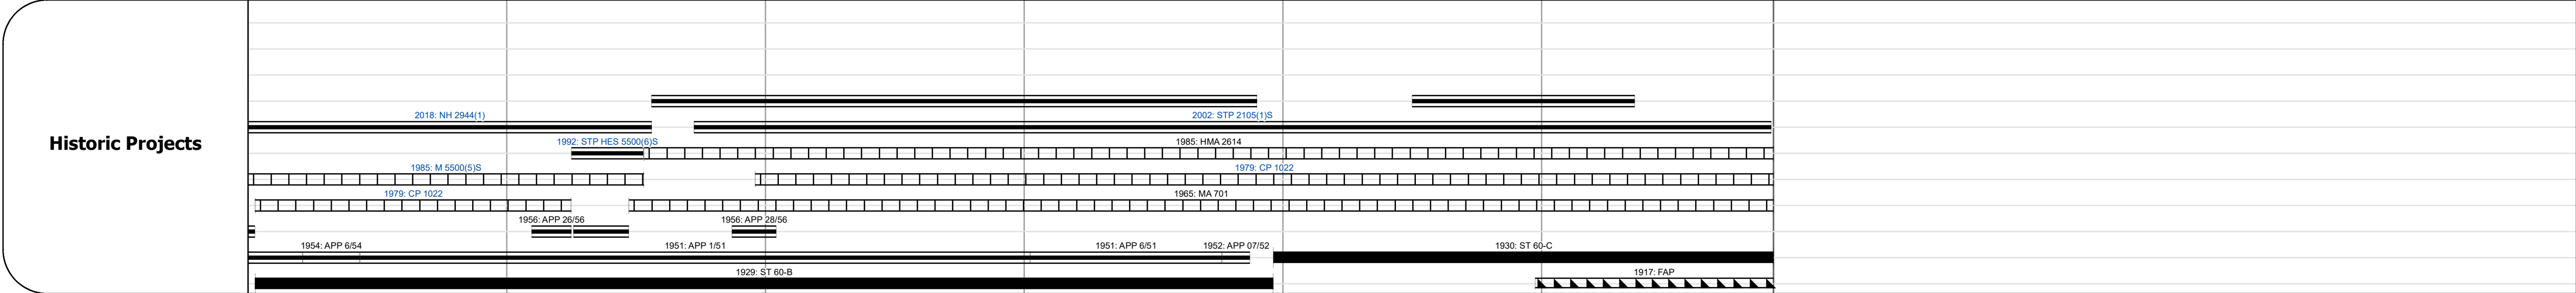 Historic Projects
2018: NH 2944(1)
2002: STP 2105(1)S
1992: STP HES 5500(6)S
1985: HMA 2614
1985: M 5500(5)S
1979: CP 1022
1979: CP 1022
1965: MA 701
1956: APP 26/56
1956: APP 28/56
1954: APP 6/54
1951: APP 1/51
1951: APP 6/51
1952: APP 07/52
1930: ST 60-C
1929: ST 60-B
1917: FAP